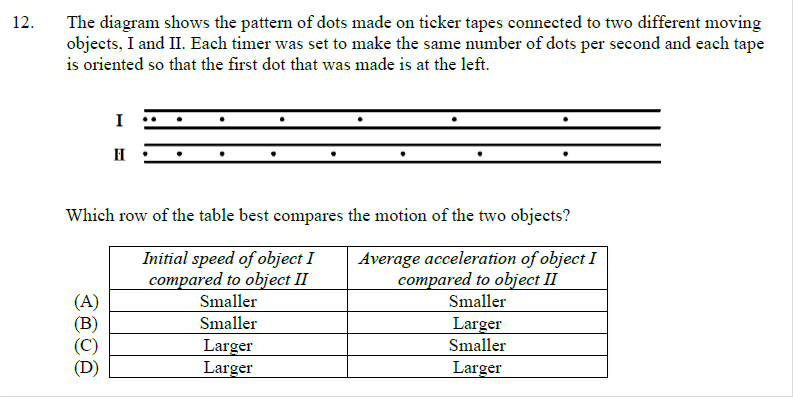 12. The diagram shows the pattern of dots made on ticker tapes connected to two different moving
objects, I and II. Each timer was set to make the same number of dots per second and each tape
is oriented so that the first dot that was made is at the left.
I
II
Which row of the table best compares the motion of the two objects?
Initial speed of object I compared to object II | Average acceleration of object I compared to object II
(A) Smaller Smaller
(B) Smaller Larger
(C) Larger Smaller
(D) Larger Larger